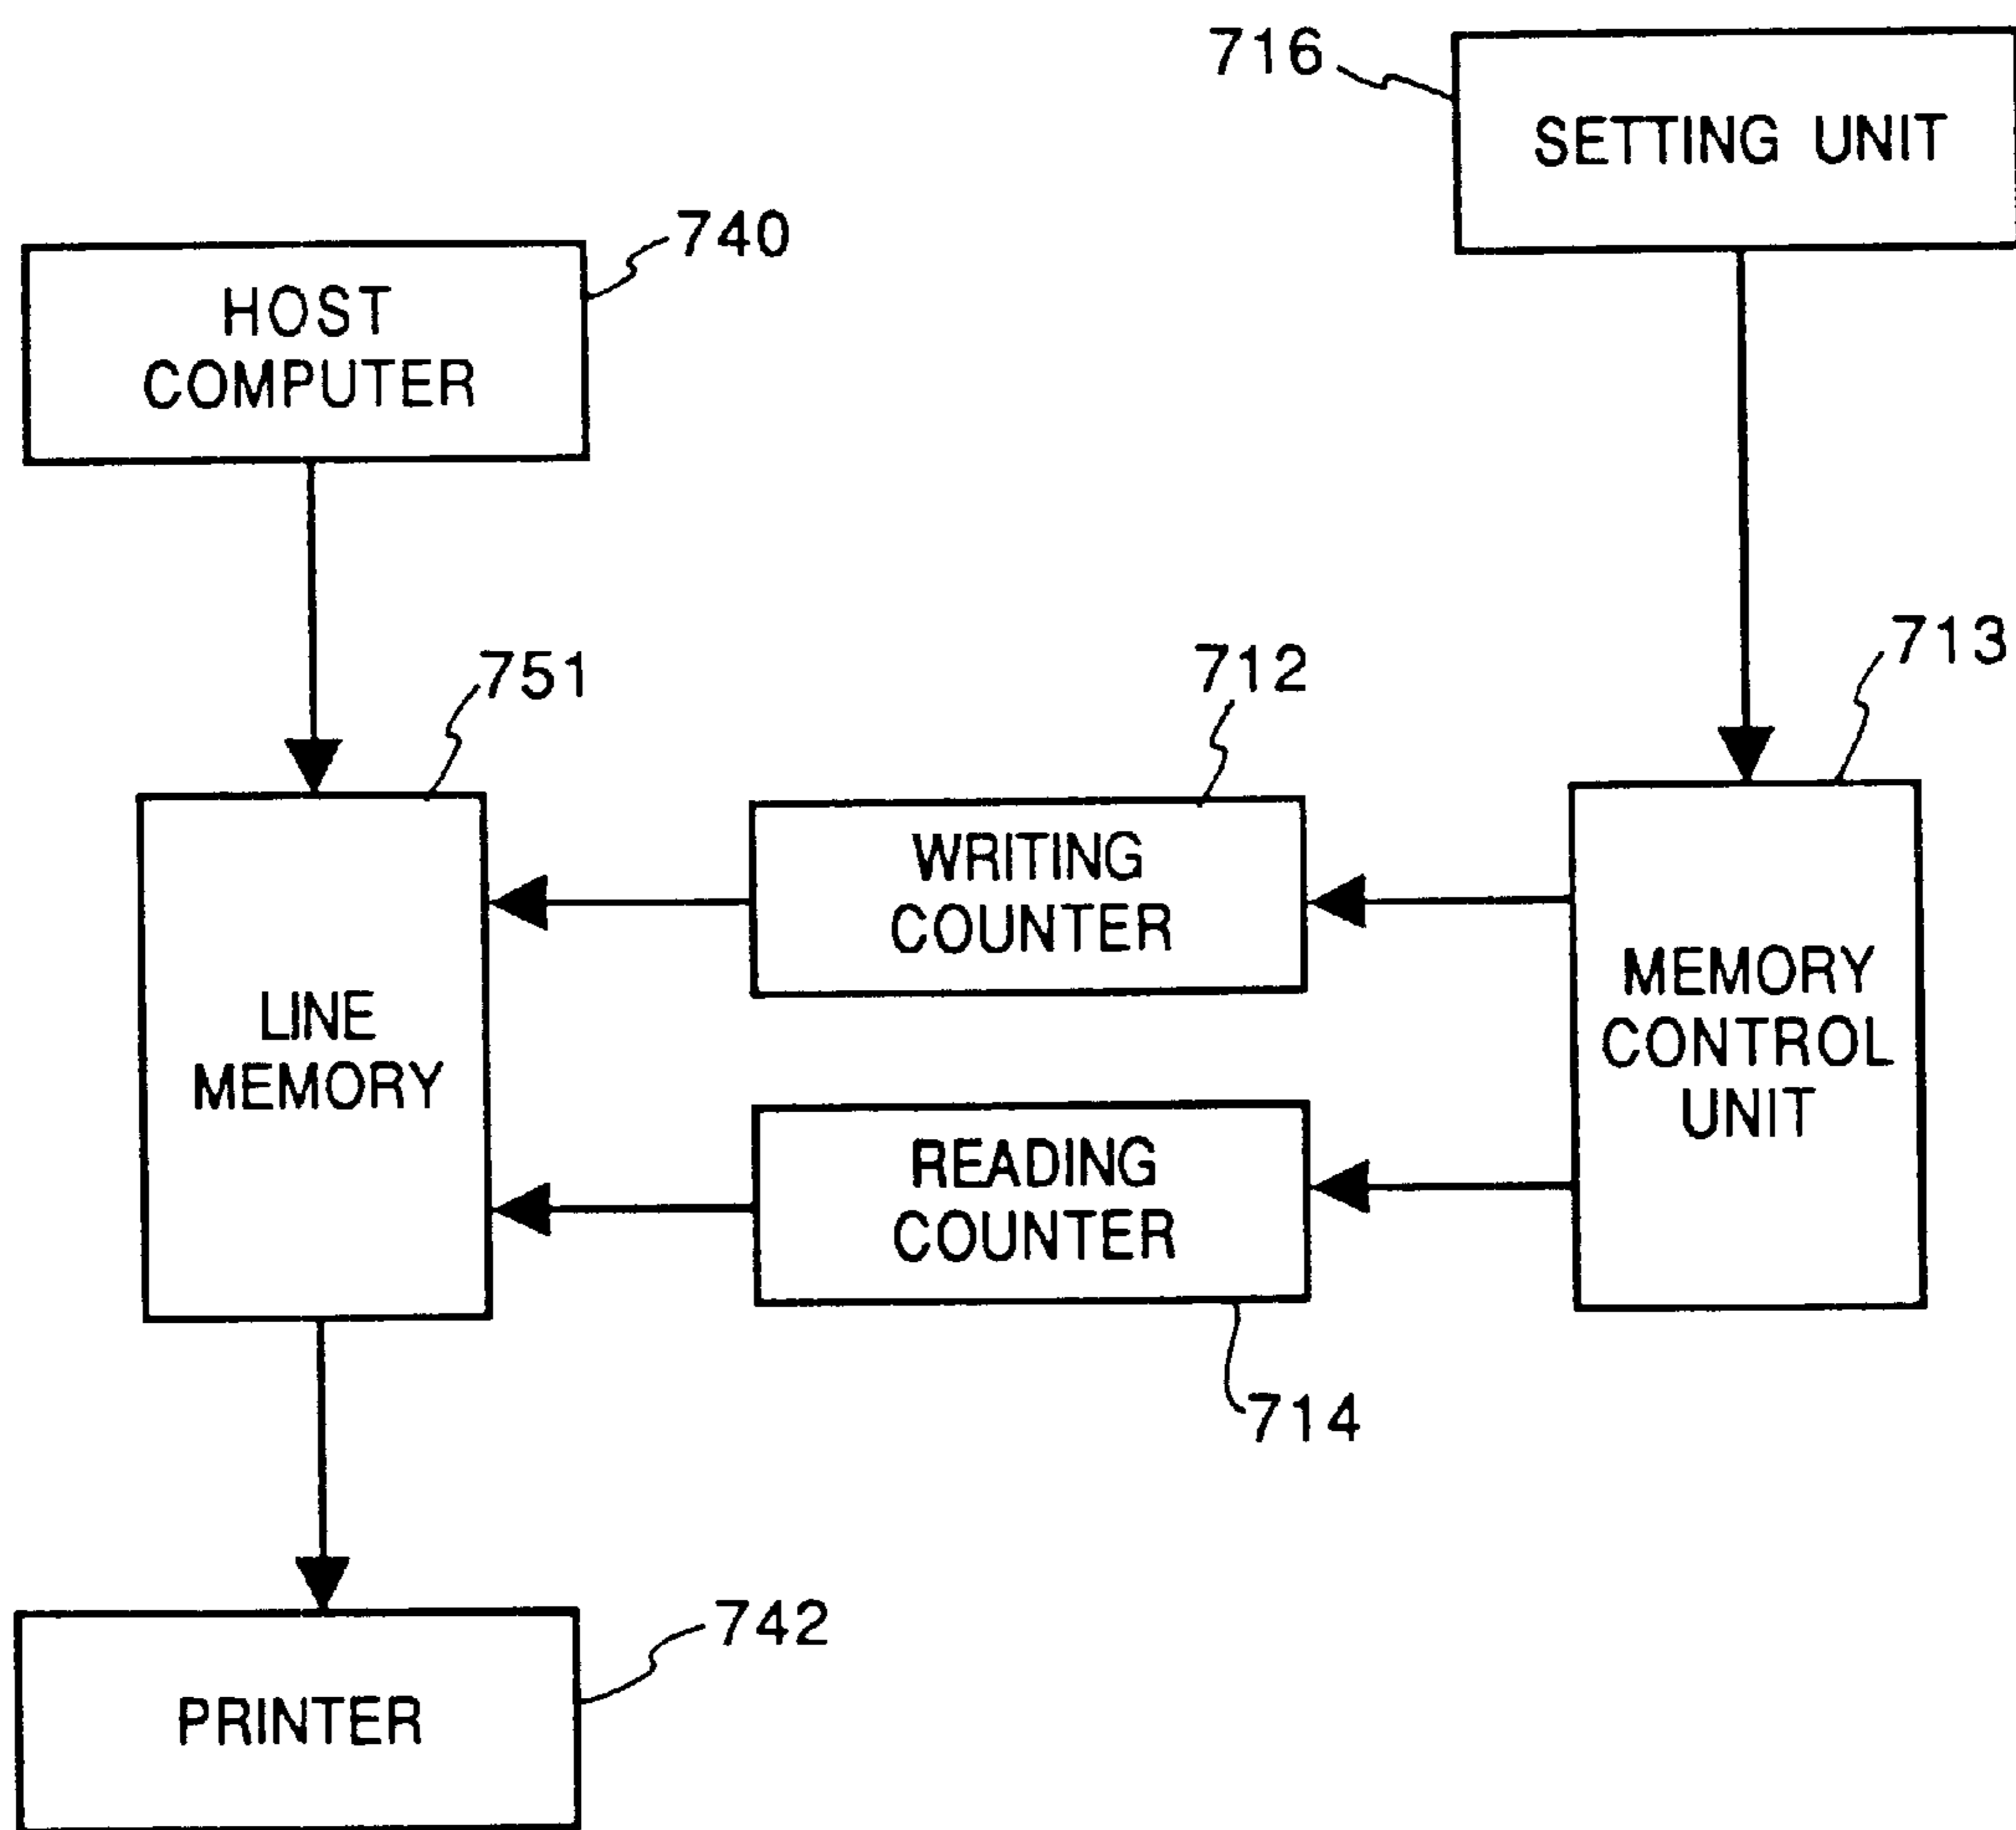 716
SETTING UNIT
740
HOST
COMPUTER
751
712
713
WRITING
COUNTER
LINE
MEMORY
MEMORY
CONTROL
UNIT
READING
COUNTER
714
742
PRINTER